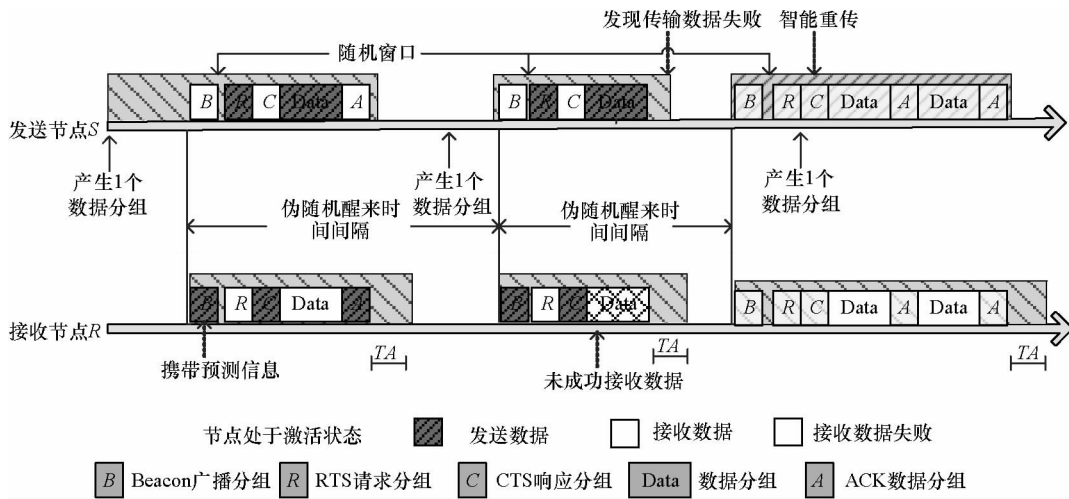 发现传输数据失败 智能重传
随机窗口
B R C Data A B R C Data B R C Data A Data A
发送节点S
产生1个
数据分组
产生1个
数据分组
产生1个
数据分组
伪随机醒来时
间间隔
伪随机醒来时
间间隔
B R C Data A B R C Data B R C Data A Data A
接收节点R
TA TA TA
携带预测信息
未成功接收数据
节点处于激活状态 发送数据 接收数据 接收数据失败
B Beacon广播分组 R RTS请求分组 C CTS响应分组 Data 数据分组 A ACK数据分组